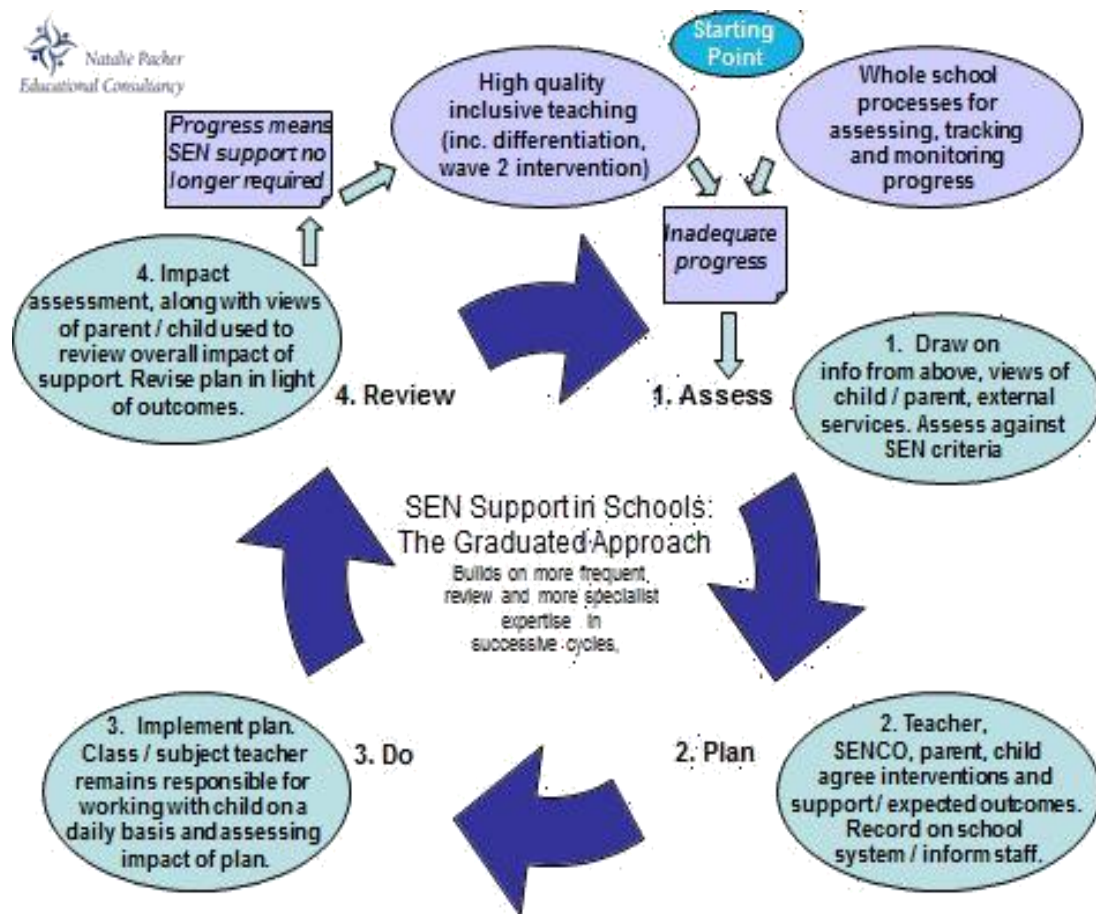 Natalie Packer
Educational Consultancy
Starting
Point
High quality
inclusive teaching
(inc. differentiation,
wave 2 intervention)
Whole school
processes for
assessing, tracking
and monitoring
progress
Progress means
SEN support no
longer required
Inadequate
progress
4. Impact
assessment, along with views
of parent / child used to
review overall impact of
support. Revise plan in light
of outcomes.
4. Review
1. Assess
1. Draw on
info from above, views of
child / parent, external
services. Assess against
SEN criteria
SEN Support in Schools:
The Graduated Approach
Builds on more frequent
review and more specialist
expertise in
successive cycles,
3. Implement plan.
Class / subject teacher
remains responsible for
working with child on a
daily basis and assessing
impact of plan.
3. Do
2. Plan
2. Teacher,
SENCO, parent, child
agree interventions and
support / expected outcomes.
Record on school
system / inform staff.